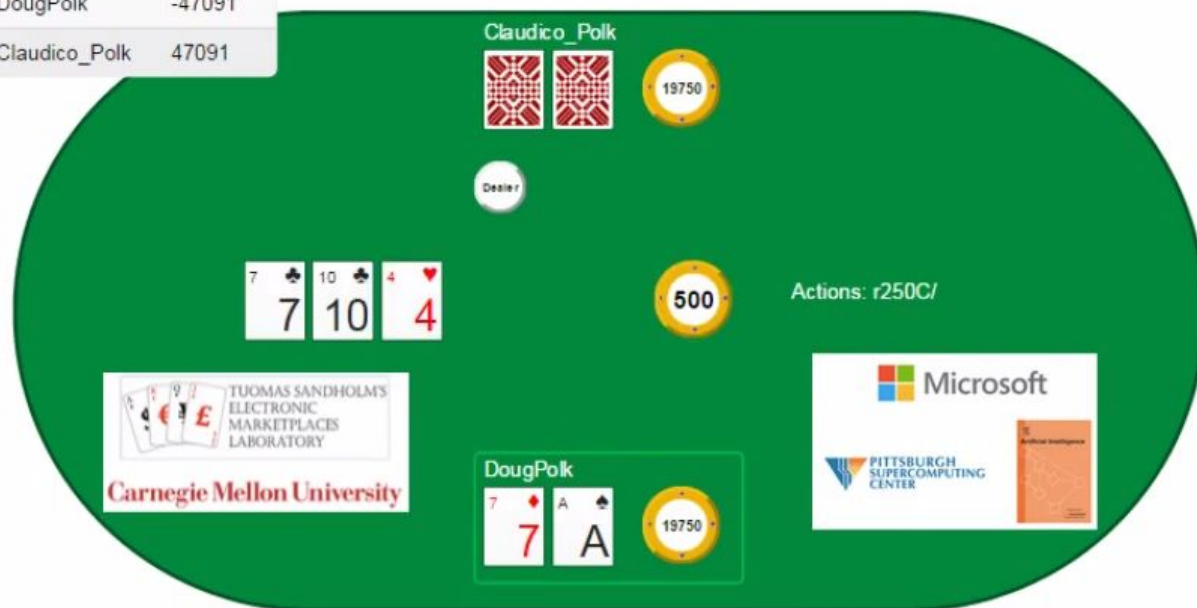 DougPolk -47091
Claudico_Polk 47091
Claudico_Polk
19750
Dealer
7 ♣ 10 ♣ 4 ♥
7 10 4
500
Actions: r250C/
TUOMAS SANDHOLM'S
ELECTRONIC
MARKETPLACES
LABORATORY
Carnegie Mellon University
Microsoft
PITTSBURGH
SUPERCOMPUTING
CENTER
Artificial Intelligence
DougPolk
7 ♦ A ♠
7 A
19750